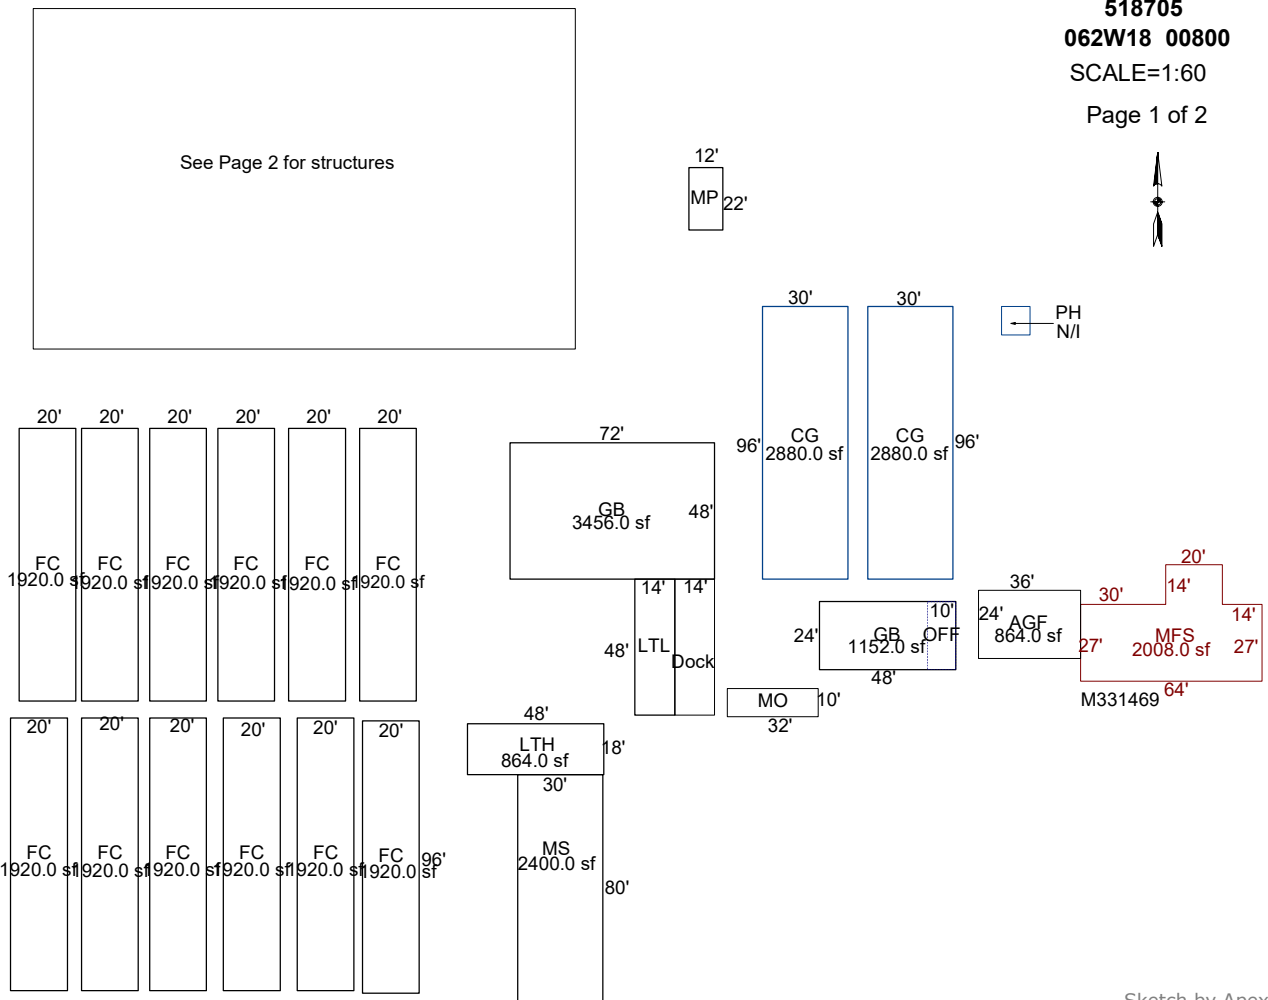 518705
062W18 00800
SCALE=1:60
Page 1 of 2
See Page 2 for structures
12'
MP
22'
30'
30'
PH
N/I
96'
CG
2880.0 sf
CG
2880.0 sf
96'
20'
20'
20'
20'
20'
20'
72'
GB
3456.0 sf
48'
FC
1920.0 sf
FC
1920.0 sf
FC
1920.0 sf
FC
1920.0 sf
FC
1920.0 sf
FC
1920.0 sf
14'
14'
48'
LTL
Dock
24'
GB
1152.0 sf
10'
OFF
48'
36'
24'
AGF
864.0 sf
20'
14'
30'
14'
27'
MFS
2008.0 sf
27'
64'
M331469
MO
10'
32'
48'
LTH
864.0 sf
18'
30'
MS
2400.0 sf
80'
20'
20'
20'
20'
20'
20'
FC
1920.0 sf
FC
1920.0 sf
FC
1920.0 sf
FC
1920.0 sf
FC
1920.0 sf
FC
1920.0 sf
96'
Sketch by Apex